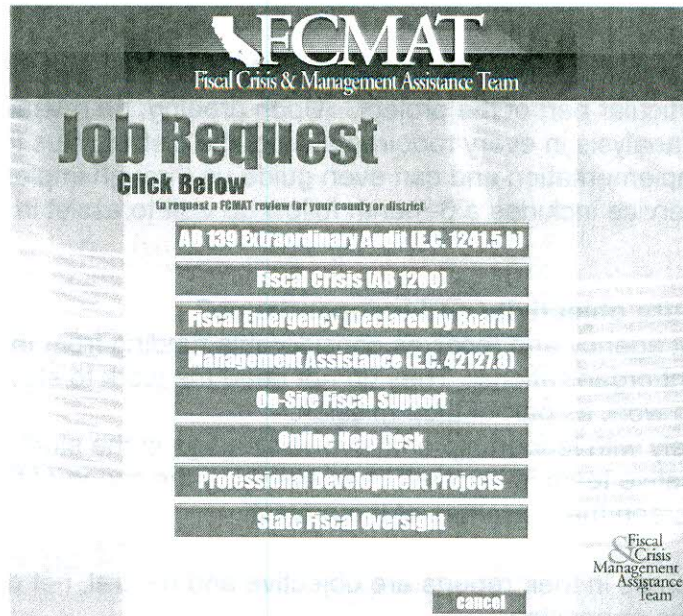 FCMAT
Fiscal Crisis & Management Assistance Team
Job Request
Click Below
to request a FCMAT review for your county or district
AB 139 Extraordinary Audit (E.C. 1241.5 b)
Fiscal Crisis (AB 1200)
Fiscal Emergency (Declared by Board)
Management Assistance (E.C. 42127.8)
On-Site Fiscal Support
Online Help Desk
Professional Development Projects
State Fiscal Oversight
Fiscal
& Crisis
Management
Assistance
Team
cancel